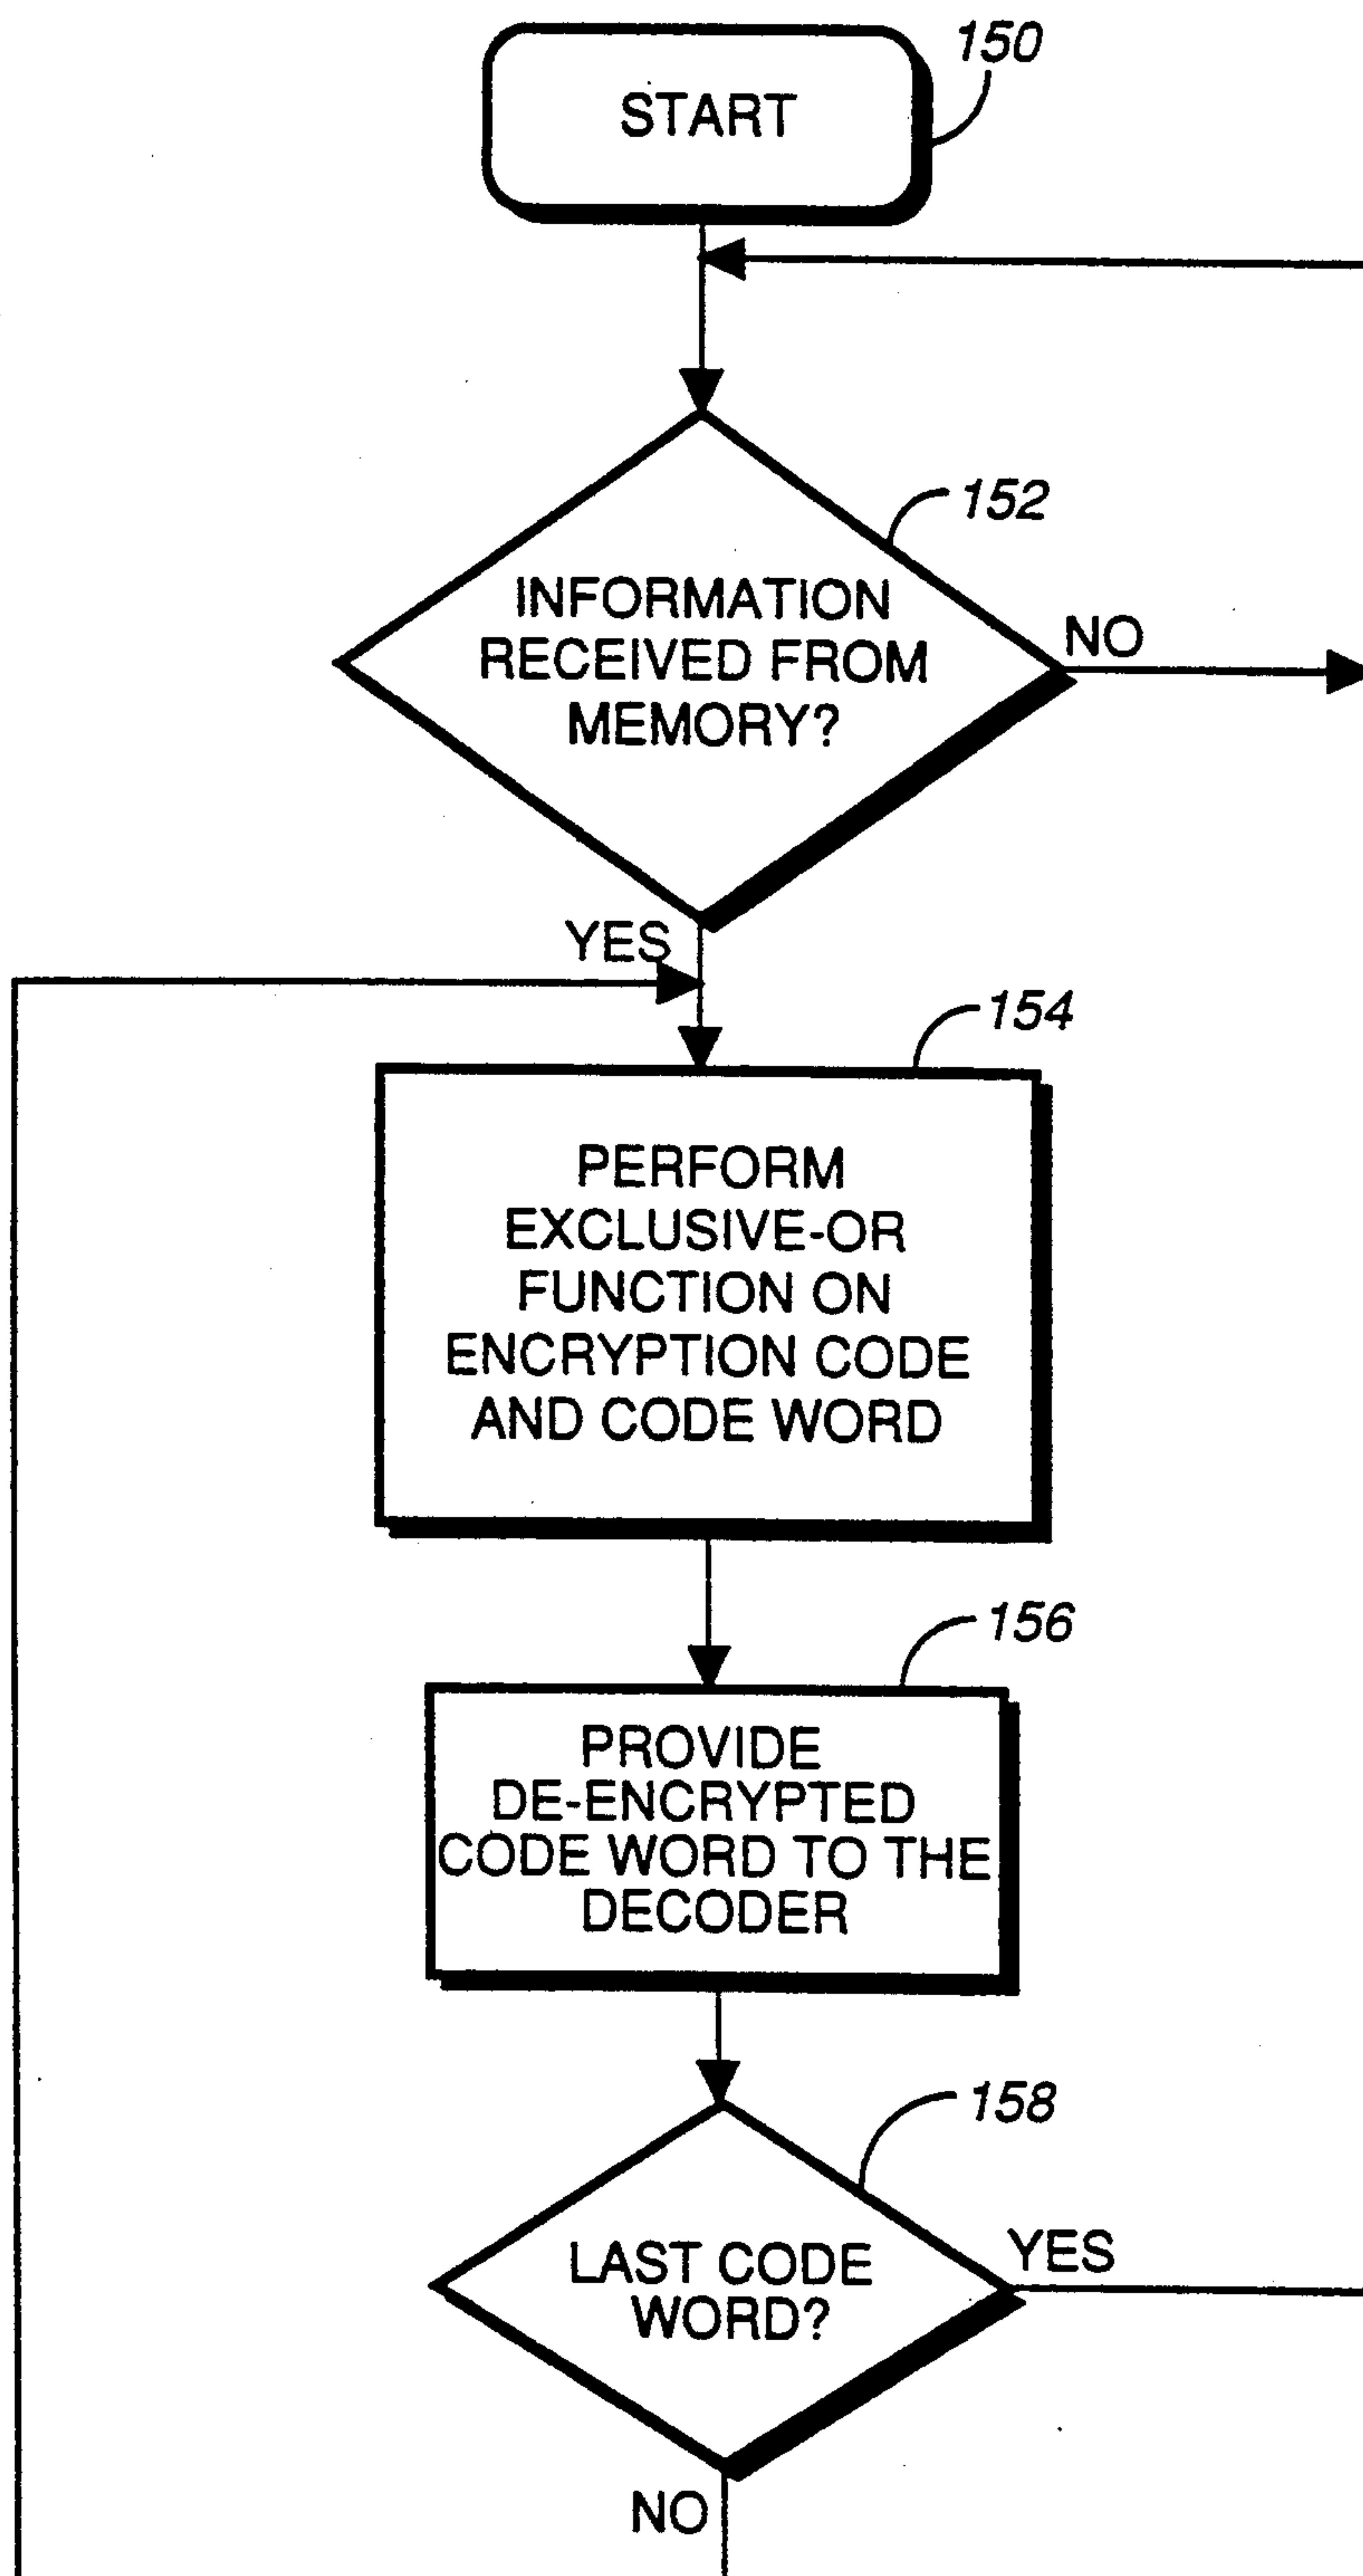 150
START
152
INFORMATION
RECEIVED FROM
MEMORY?
NO
YES
154
PERFORM
EXCLUSIVE-OR
FUNCTION ON
ENCRYPTION CODE
AND CODE WORD
156
PROVIDE
DE-ENCRYPTED
CODE WORD TO THE
DECODER
158
LAST CODE
WORD?
YES
NO